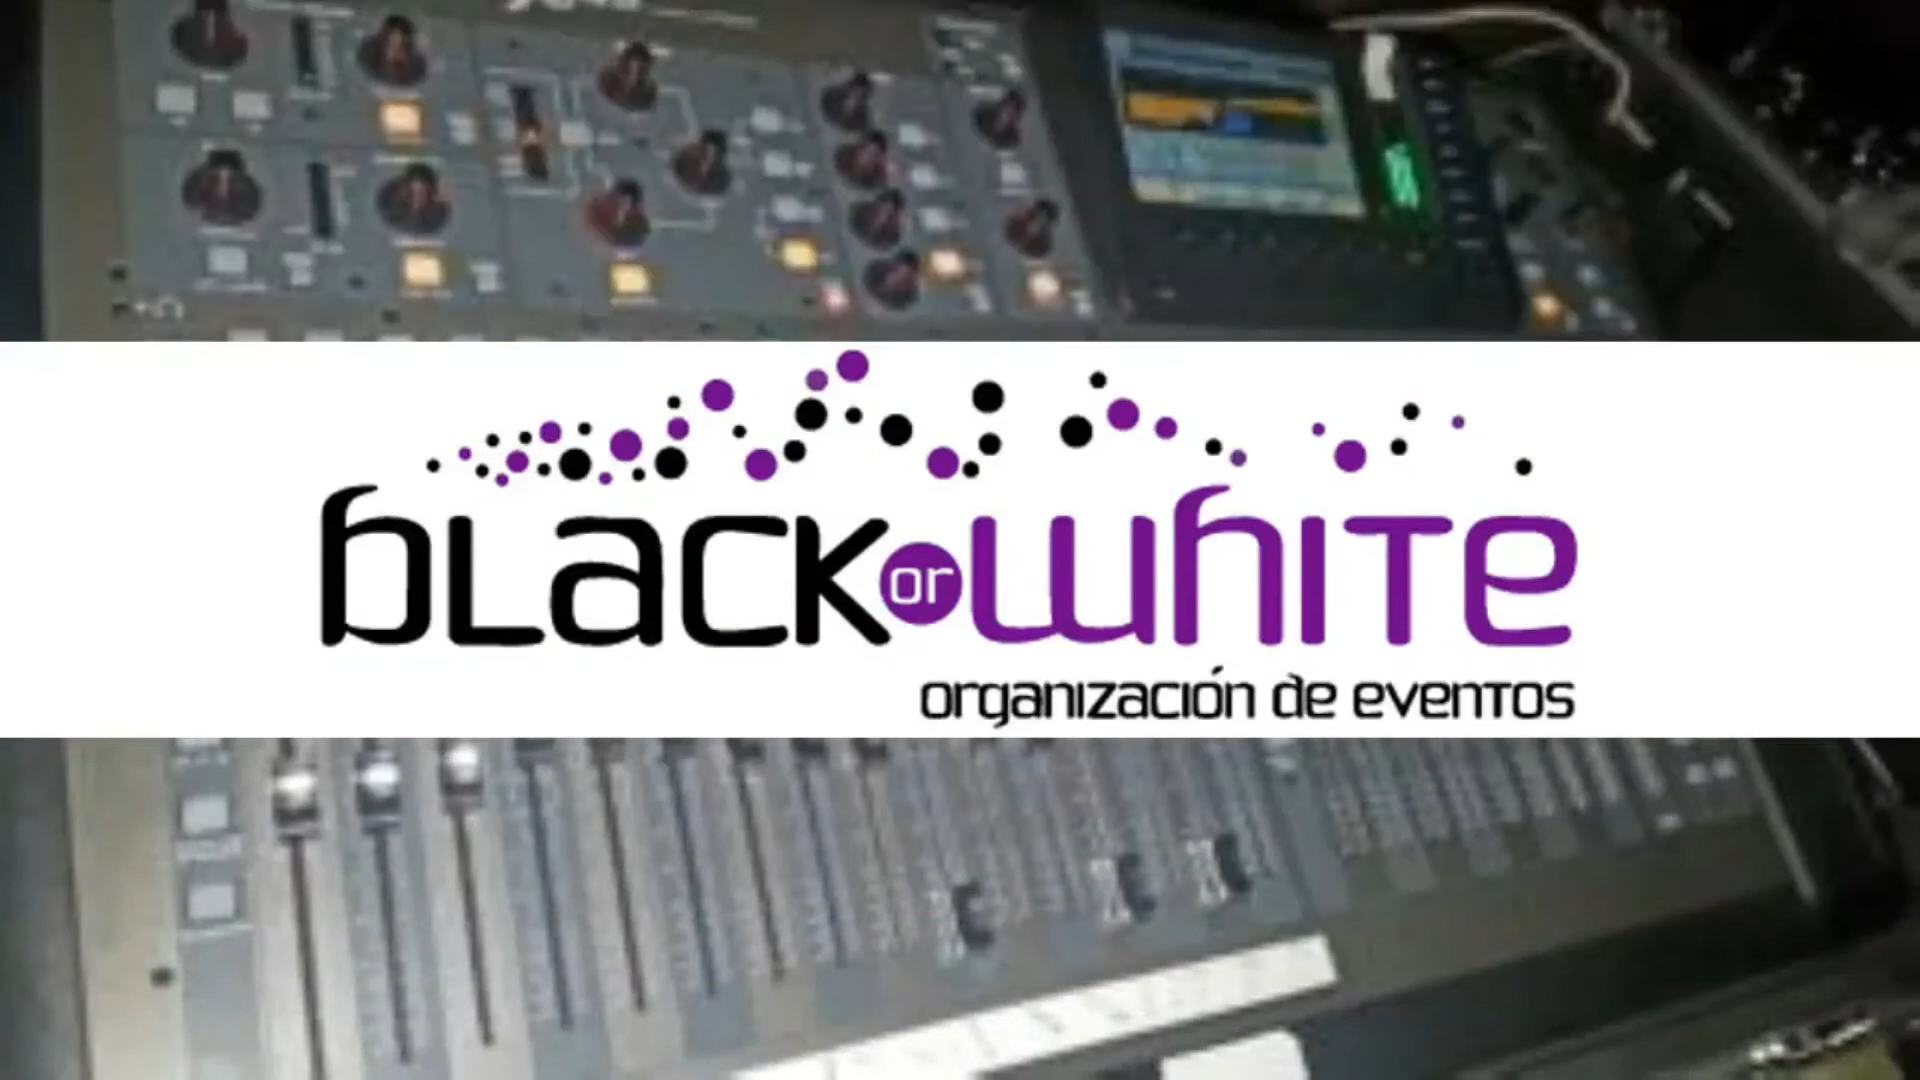 black or white
organización de eventos